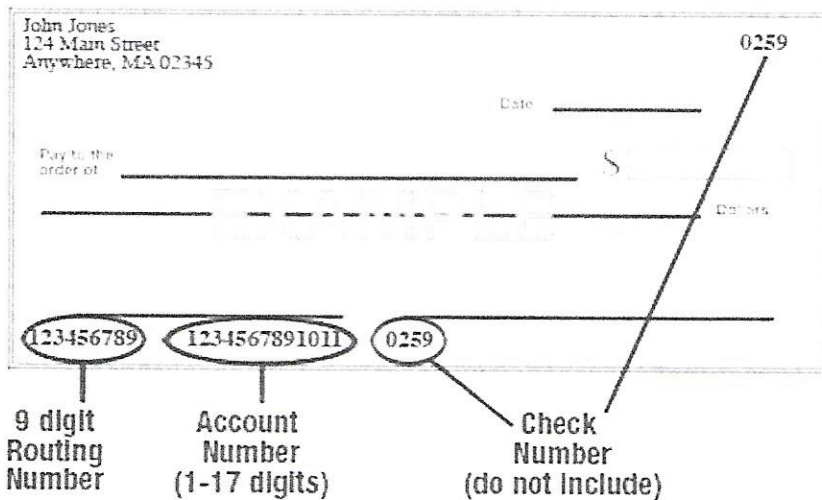 John Jones
124 Main Street
Anywhere, MA 02345
0259
Date
Pay to the
order of
$
EXAMPLE
Dollars
123456789 1234567891011 0259
9 digit
Routing
Number
Account
Number
(1-17 digits)
Check
Number
(do not include)